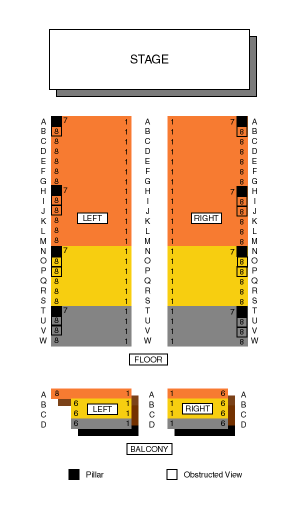 STAGE
A 7 1 1 7 A
B 8 1 1 8 B
C 8 1 1 8 C
D 8 1 1 8 D
E 8 1 1 8 E
F 8 1 1 8 F
G 8 1 1 8 G
H 7 1 1 7 H
I 8 1 1 8 I
J 8 1 1 8 J
K 8 LEFT 1 1 RIGHT 8 K
L 8 1 1 8 L
M 8 1 1 8 M
N 7 1 1 7 N
O 8 1 1 8 O
P 8 1 1 8 P
Q 8 1 1 8 Q
R 8 1 1 8 R
S 8 1 1 8 S
T 7 1 1 7 T
U 8 1 1 8 U
V 8 1 1 8 V
W 8 1 1 8 W
FLOOR
A 8 1 1 6 A
B 6 1 1 6 B
C 6 LEFT 1 1 RIGHT 6 C
D 6 1 1 6 D
BALCONY
Pillar Obstructed View